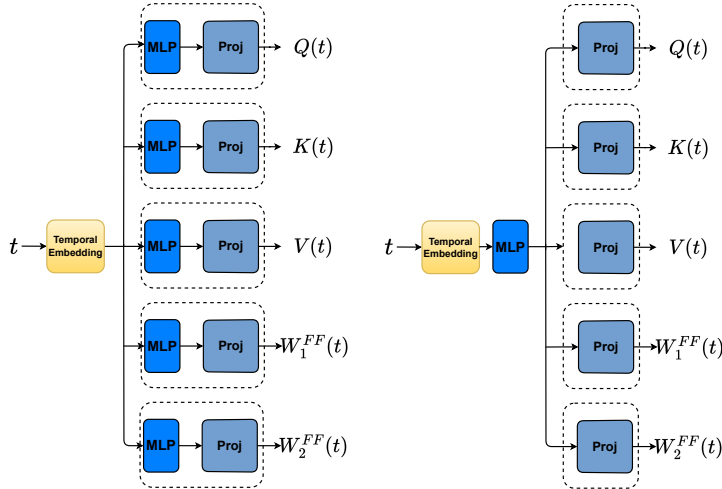 MLP Proj Q(t)
MLP Proj K(t)
t Temporal Embedding MLP Proj V(t)
MLP Proj W_1^{FF}(t)
MLP Proj W_2^{FF}(t)
Proj Q(t)
Proj K(t)
t Temporal Embedding MLP Proj V(t)
Proj W_1^{FF}(t)
Proj W_2^{FF}(t)